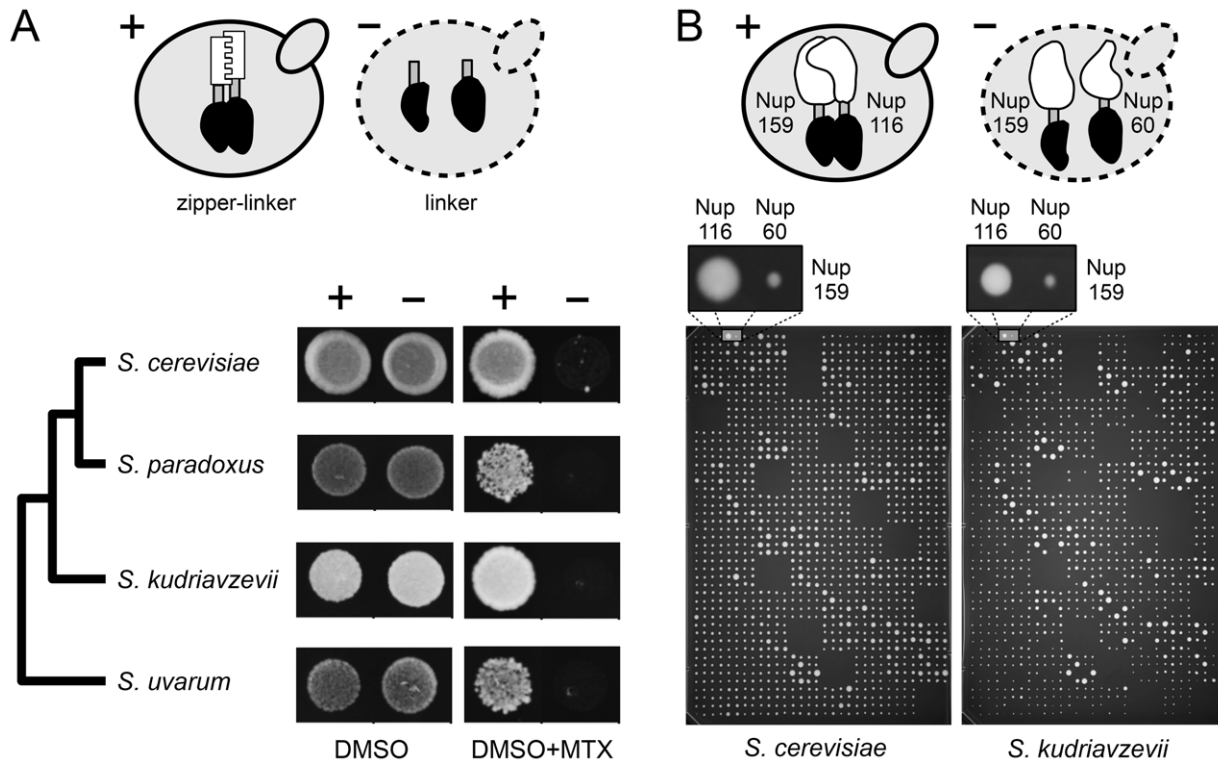 A
+
−
zipper-linker
linker
+
−
+
−
S. cerevisiae
S. paradoxus
S. kudriavzevii
S. uvarum
DMSO
DMSO+MTX
B
+
−
Nup
159
Nup
116
Nup
159
Nup
60
Nup
116
Nup
60
Nup
159
Nup
116
Nup
60
Nup
159
S. cerevisiae
S. kudriavzevii